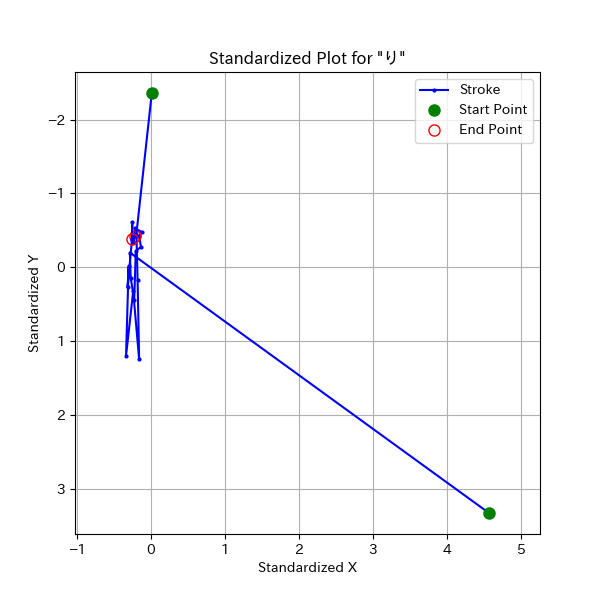 Standardized Plot for "り"
Stroke
Start Point
End Point
Standardized Y
−2
−1
0
1
2
3
−1 0 1 2 3 4 5
Standardized X